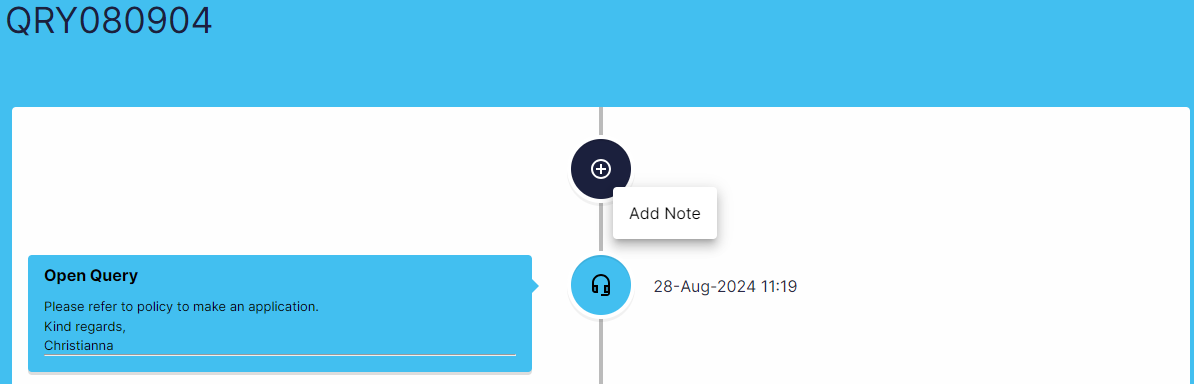 QRY080904
Add Note
Open Query
28-Aug-2024 11:19
Please refer to policy to make an application.
Kind regards,
Christianna